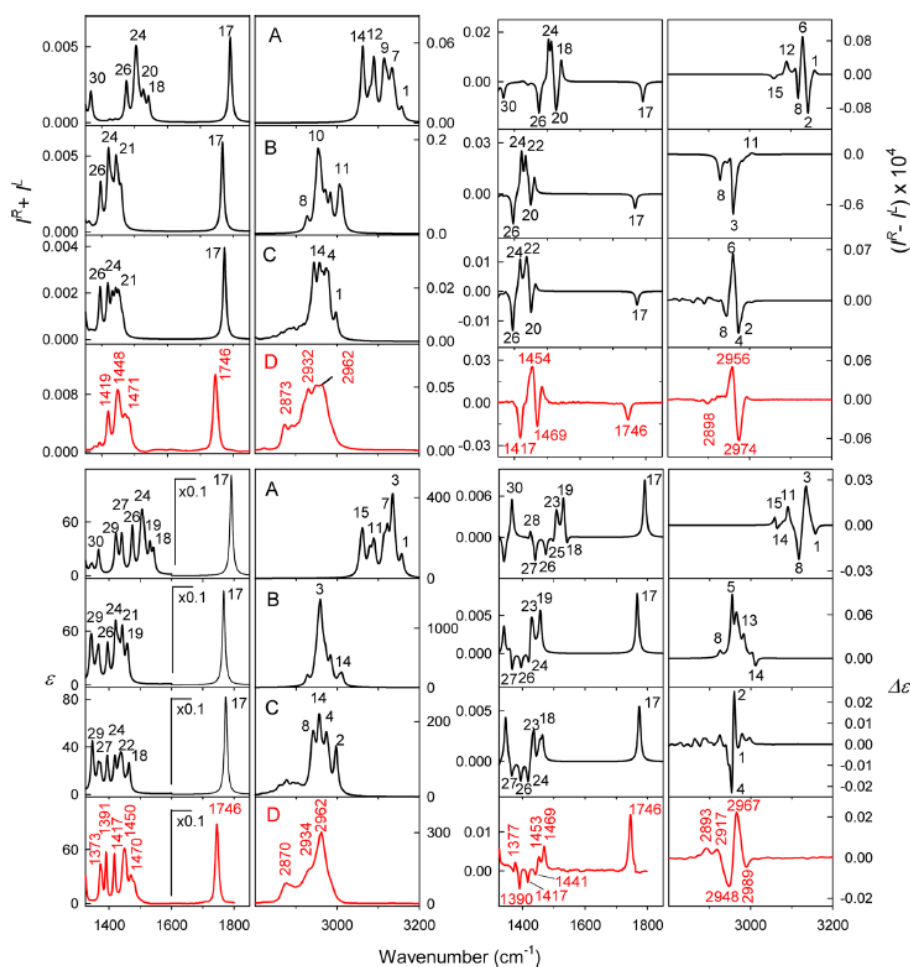 24 17 14 12 A 24
0.005 26 20 9 7 0.06 18 0.08
30 18 1 0.00 12 6 1
0.000 0.00 30 26 20 17 15 8 2 -0.08
24 B 10 0.2 24 22 11
0.005 21 17 11 0.03 0.0
26 8 20 17 8 -0.6
0.000 0.0 0.00 26 3
0.004 C 24 22 6 0.07
24 17 14 4 0.01
26 21 1 0.00 17 0.00
0.002 -0.01 20 8 2
0.000 26 4
I^R + I^L
(I^R - I^L) x 10^4
1419 1448 1471 1746 D 2873 2932 2962 0.03 1454 2956 0.06
0.008 0.05 0.00 2898 0.00
0.000 0.00 -0.03 1417 1469 1746 2974 -0.06
17 A 3 17 3 0.03
x0.1 400 0.006 30 19
60 27 24 15 7 23 15 11
29 26 19 11 28 0.00
30 18 1 0.000 27 26 25 18 14 8 1
0 0 -0.03
x0.1 17 B 3 17 5
24 21 0.005 23 19 0.06
60 29 26 19 1000 8 13
14 0.000 27 26 24 14 0.00
0 0
80 x0.1 17 C 14 17 2 0.02
24 8 4 200 0.005 23 18
40 29 27 22 18 2 1 0.00
0.000 27 26 24 4 -0.02
0 0
ε
Δε
1373 1391 1417 1450 1470 x0.1 1746 D 2870 2934 2962 300 0.01 1377 1453 1469 1746 2893 2917 2967 0.02
60 0.00 1441 0.00
0 0 1390 1417 2948 2989 -0.02
1400 1600 1800 3000 3200 1400 1600 1800 3000 3200
Wavenumber (cm⁻¹)